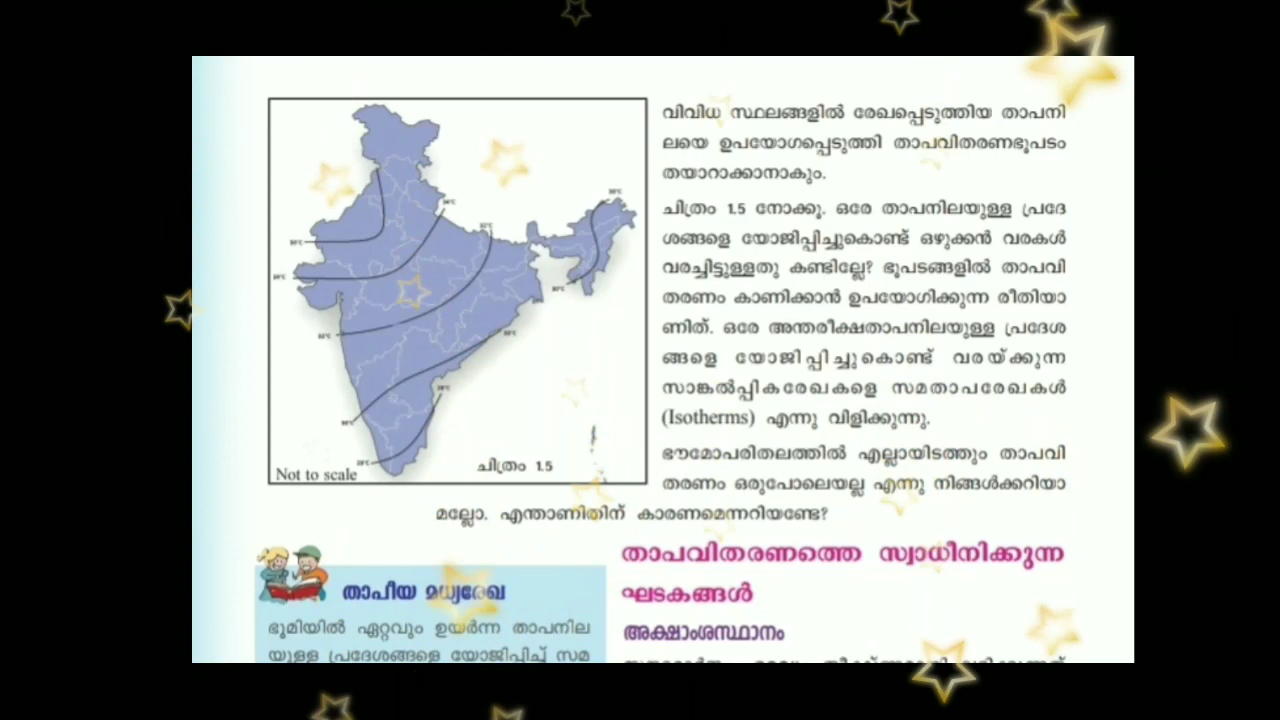 വിവിധ സ്ഥലങ്ങളിൽ രേഖപ്പെടുത്തിയ താപനി
ലയെ ഉപയോഗപ്പെടുത്തി താപവിതരണഭൂപടം
തയാറാക്കാനാകും.
ചിത്രം 1.5 നോക്കൂ. ഒരേ താപനിലയുള്ള പ്രദേ
ശങ്ങളെ യോജിപ്പിച്ചുകൊണ്ട് ഒഴുക്കൻ വരകൾ
വരച്ചിട്ടുള്ളതു കണ്ടില്ലേ? ഭൂപടങ്ങളിൽ താപവി
തരണം കാണിക്കാൻ ഉപയോഗിക്കുന്ന രീതിയാ
ണിത്. ഒരേ അന്തരീക്ഷതാപനിലയുള്ള പ്രദേശ
ങ്ങളെ യോജിപ്പിച്ചുകൊണ്ട് വരയ്ക്കുന്ന
സാങ്കൽപ്പികരേഖകളെ സമതാപരേഖകൾ
(Isotherms) എന്നു വിളിക്കുന്നു.
ഭൗമോപരിതലത്തിൽ എല്ലായിടത്തും താപവി
തരണം ഒരുപോലെയല്ല എന്നു നിങ്ങൾക്കറിയാ
മല്ലോ. എന്താണിതിന് കാരണമെന്നറിയണ്ടേ?
Not to scale
ചിത്രം 1.5
താപവിതരണത്തെ സ്വാധീനിക്കുന്ന
ഘടകങ്ങൾ
അക്ഷാംശസ്ഥാനം
താപീയ മധ്യരേഖ
ഭൂമിയിൽ ഏറ്റവും ഉയർന്ന താപനില
യുള്ള പ്രദേശങ്ങളെ യോജിപ്പിച്ച് സമ